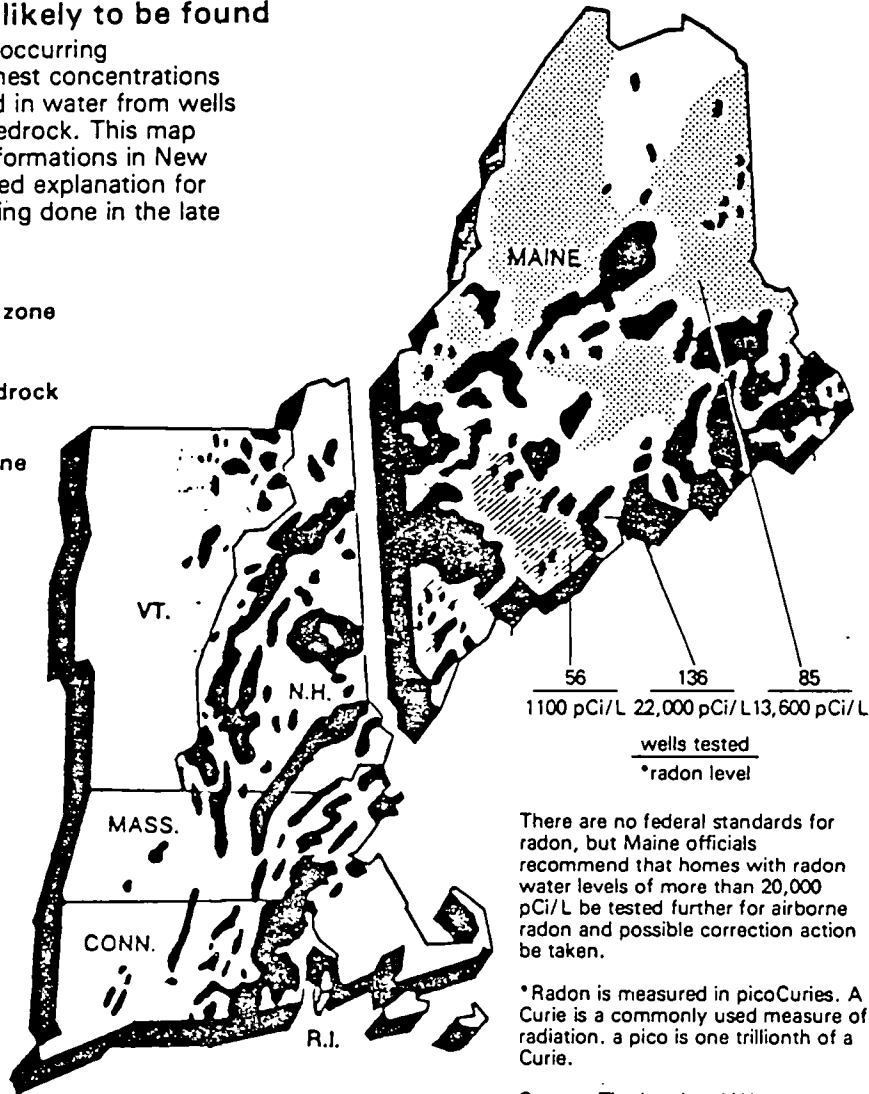 likely to be found
occurring
nest concentrations
d in water from wells
edrock. This map
formations in New
ed explanation for
ing done in the late
zone
drock
ne
MAINE
VT.
N.H.
MASS.
CONN.
R.I.
56 136 85
1100 pCi/L 22,000 pCi/L 13,600 pCi/L
wells tested
*radon level
There are no federal standards for
radon, but Maine officials
recommend that homes with radon
water levels of more than 20,000
pCi/L be tested further for airborne
radon and possible correction action
be taken.
*Radon is measured in picoCuries. A
Curie is a commonly used measure of
radiation. a pico is one trillionth of a
Curie.